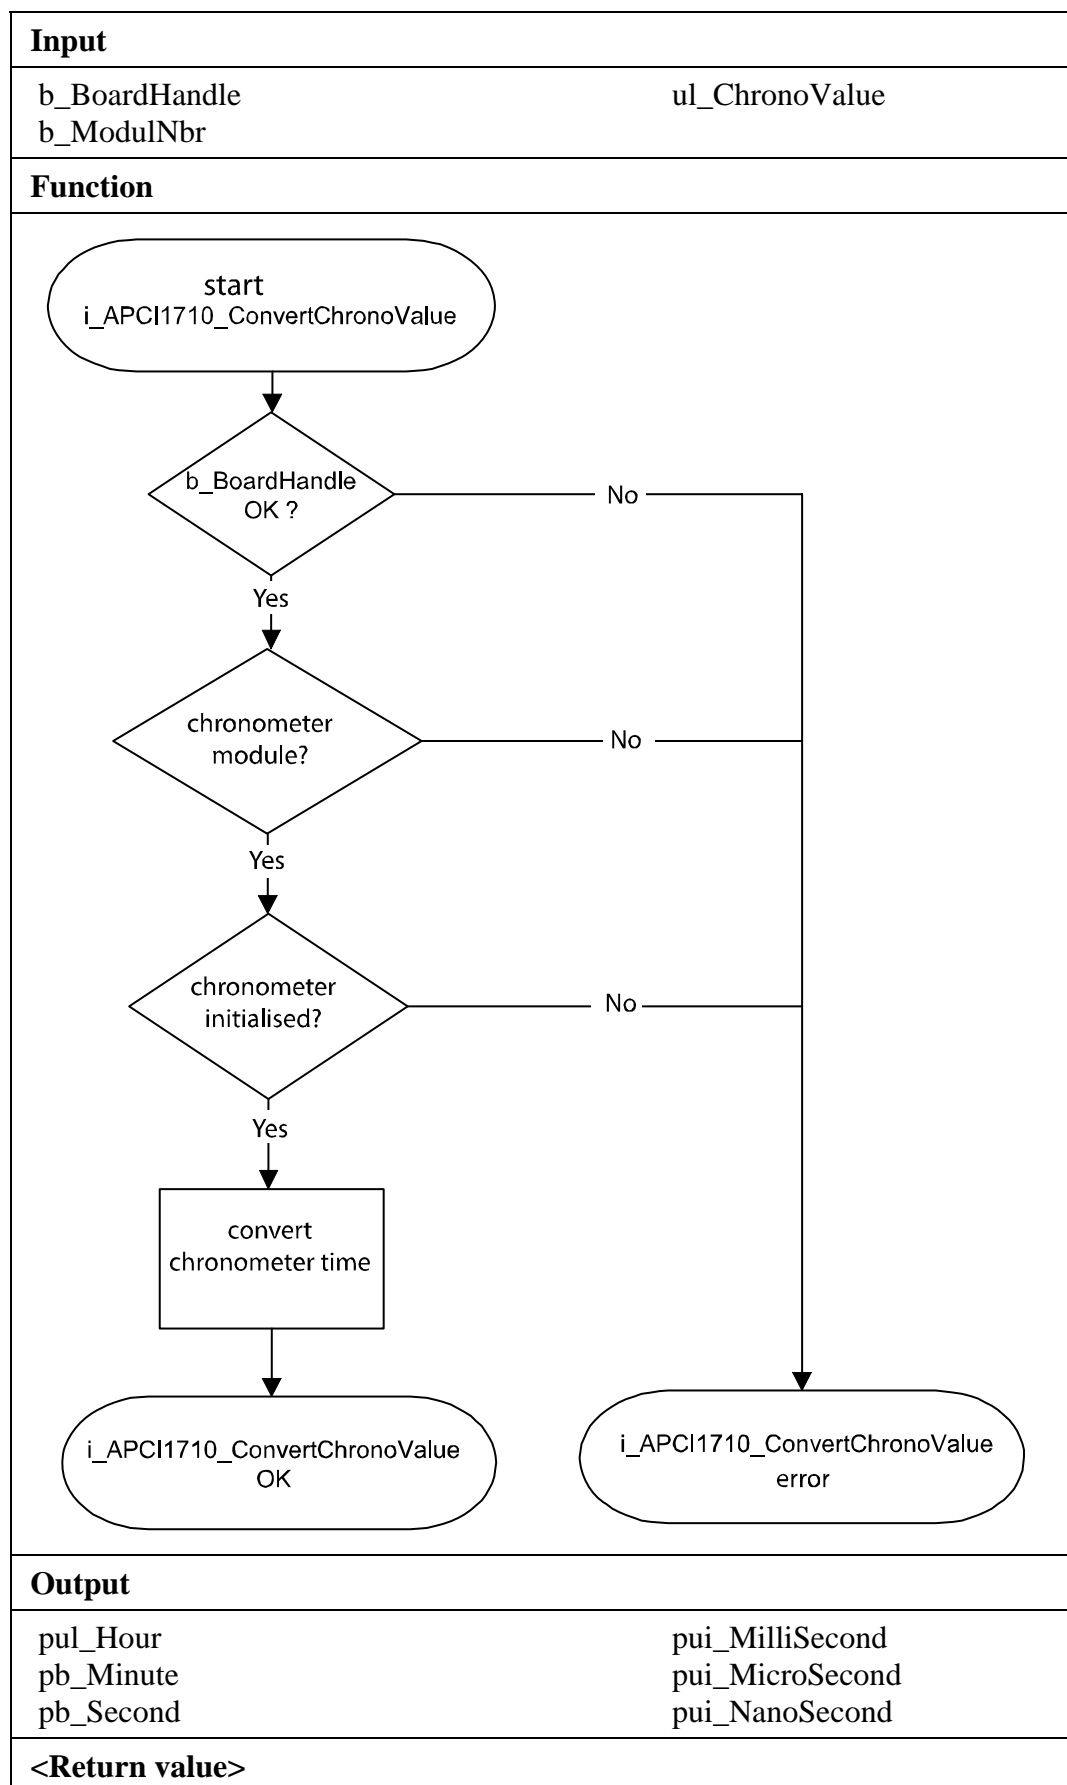 Input
b_BoardHandle ul_ChronoValue
b_ModulNbr
Function
start
i_APCI1710_ConvertChronoValue
b_BoardHandle
OK ?
No
Yes
chronometer
module?
No
Yes
chronometer
initialised?
No
Yes
convert
chronometer time
i_APCI1710_ConvertChronoValue
OK
i_APCI1710_ConvertChronoValue
error
Output
pul_Hour pui_MilliSecond
pb_Minute pui_MicroSecond
pb_Second pui_NanoSecond
<Return value>